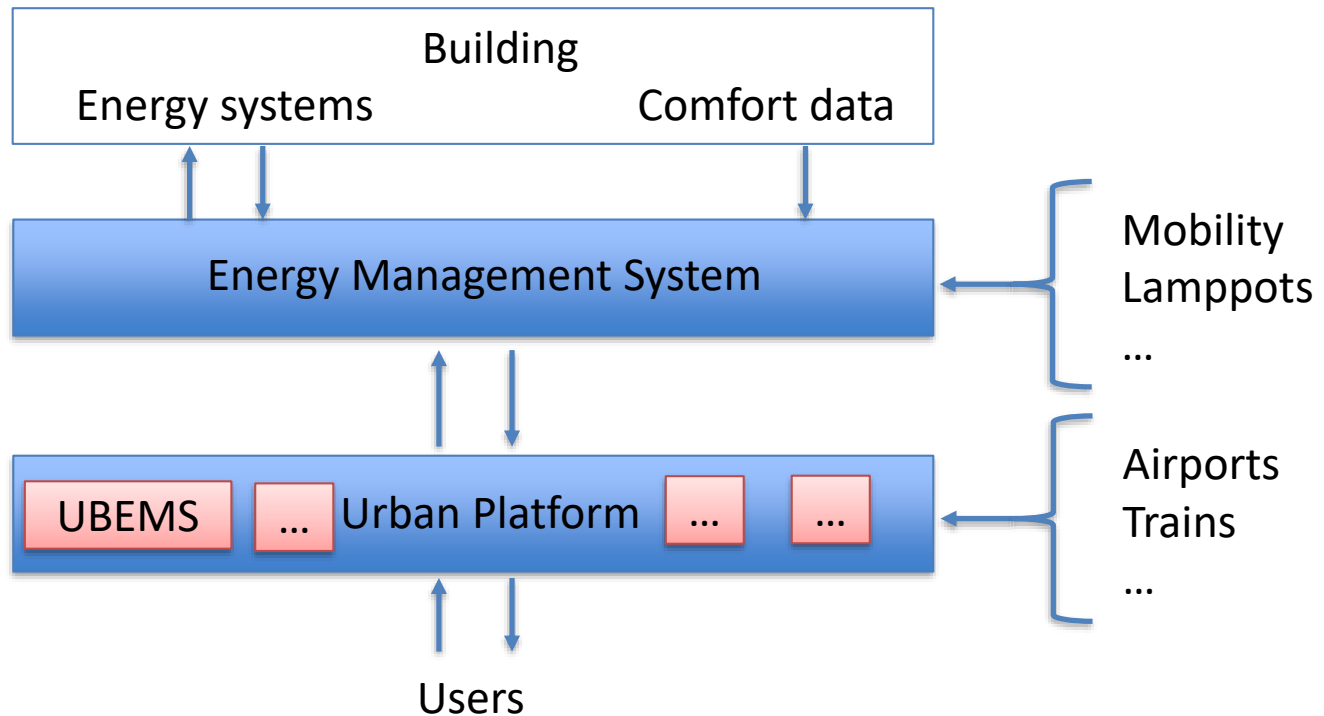 Building
Energy systems Comfort data
Energy Management System
Mobility
Lamppots
...
UBEMS ... Urban Platform ... ...
Airports
Trains
...
Users